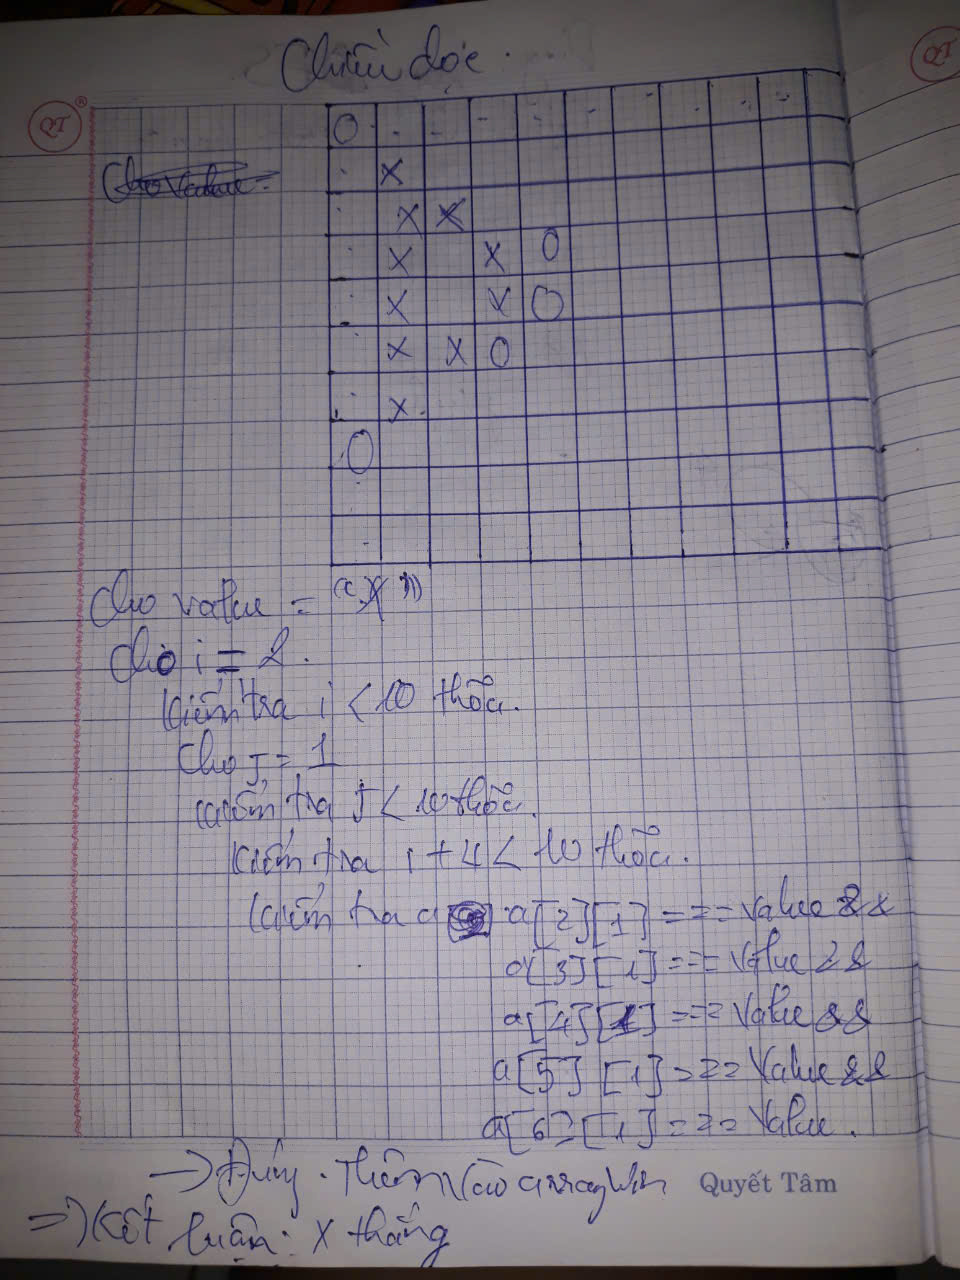 Chiều dọc.
QT
®
QT
O
Cho value.
X
X X
X X O
X X O
X X O
X
O
Cho value = "X"
Cho i = 2.
Kiểm tra i < 10 thỏa.
Cho J = 1
Kiểm tra J < 10 thỏa.
Kiểm tra i + 4 < 10 thỏa.
Kiểm tra a a[2][1] === value &&
a[3][1] === value &&
a[4][1] === value &&
a[5][1] === value &&
a[6][1] === value.
→ Đúng. Thêm vào arrayWin
Quyết Tâm
=> Kết luận: X thắng